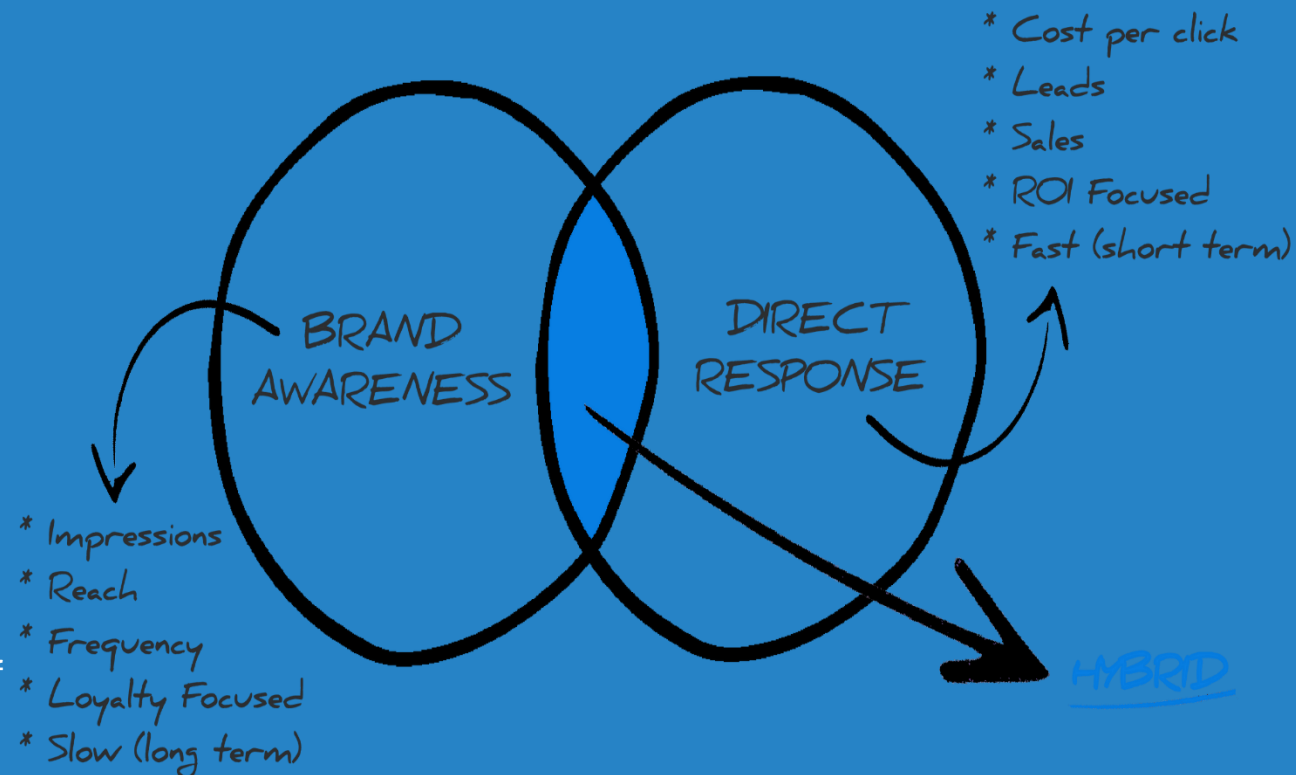 * Cost per click
* Leads
* Sales
* ROI Focused
* Fast (short term)
BRAND
AWARENESS
DIRECT
RESPONSE
* Impressions
* Reach
* Frequency
* Loyalty Focused
* Slow (long term)
HYBRID